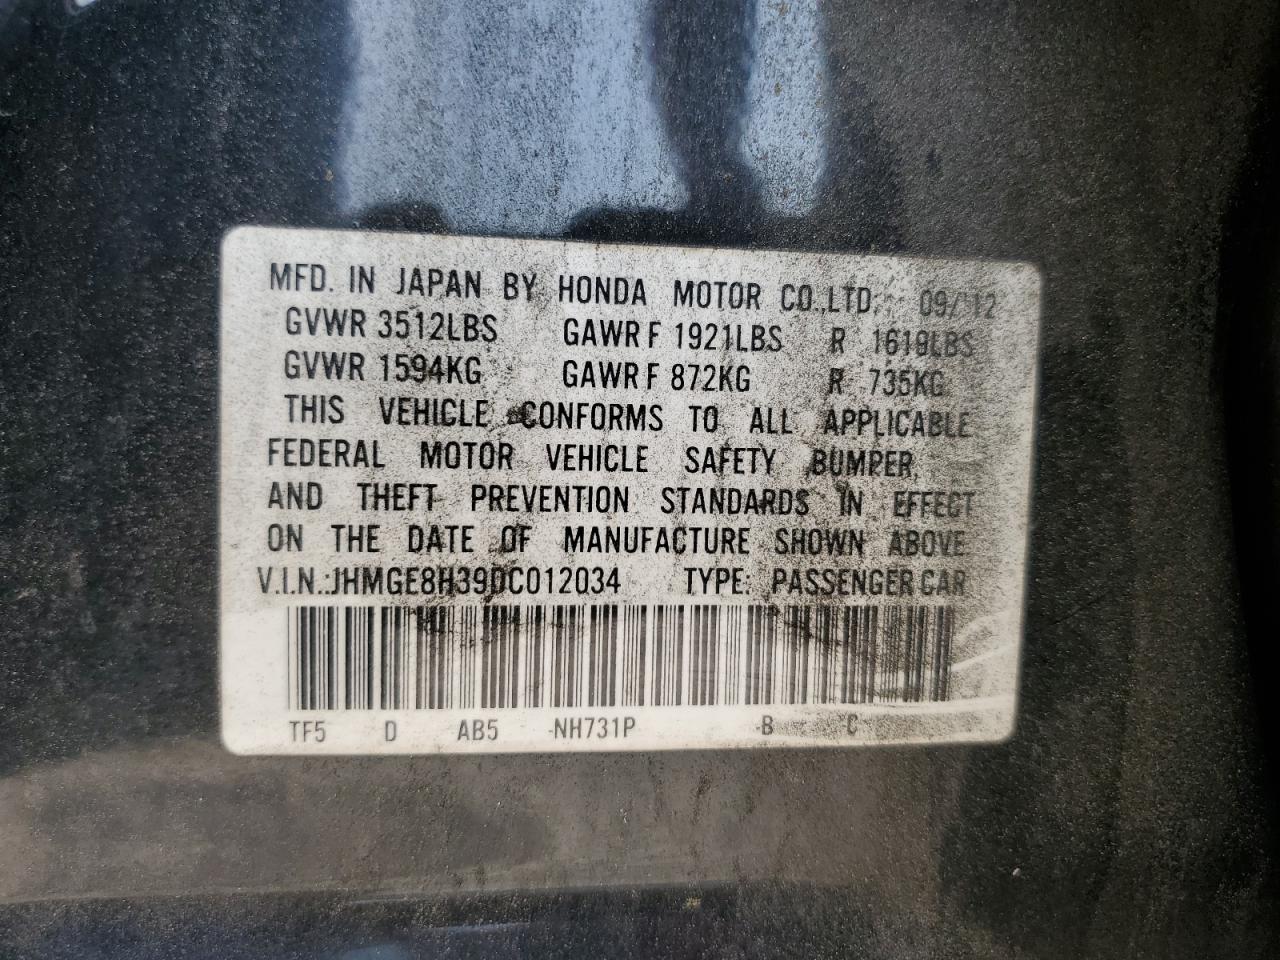 MFD. IN JAPAN BY HONDA MOTOR CO.,LTD. 09/12
GVWR 3512LBS GAWR F 1921LBS R 1619LBS
GVWR 1594KG GAWR F 872KG R 735KG
THIS VEHICLE CONFORMS TO ALL APPLICABLE
FEDERAL MOTOR VEHICLE SAFETY BUMPER,
AND THEFT PREVENTION STANDARDS IN EFFECT
ON THE DATE OF MANUFACTURE SHOWN ABOVE
V.I.N.:JHMGE8H39DC012034 TYPE: PASSENGER CAR
TF5 D AB5 -NH731P -B C